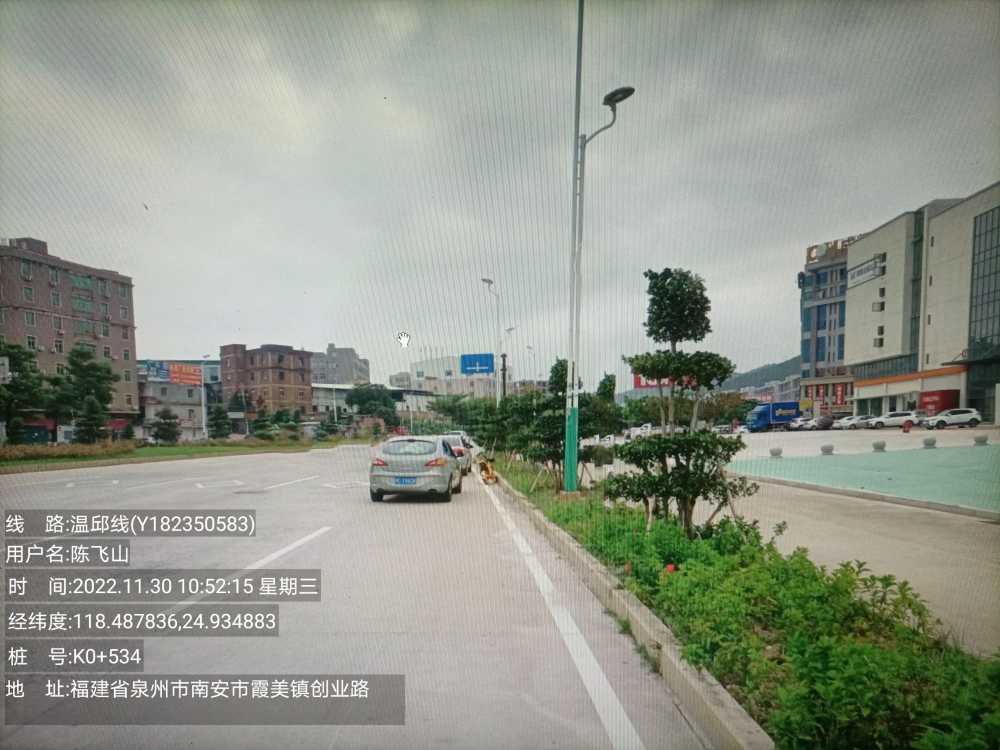 线 路:温邱线(Y182350583)
用户名:陈飞山
时 间:2022.11.30 10:52:15 星期三
经纬度:118.487836,24.934883
桩 号:K0+534
地 址:福建省泉州市南安市霞美镇创业路